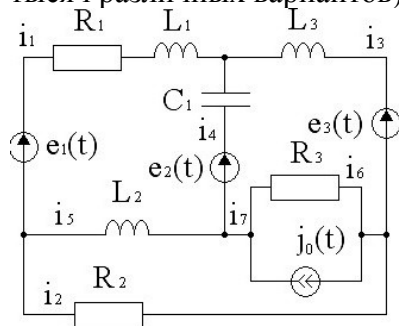 тысяч различных вариантов)
i₁ R₁ L₁ L₃ i₃
C₁
i₄ e₃(t)
e₁(t) e₂(t) R₃
L₂ i₆
i₅ i₇ j₀(t)
i₂ R₂